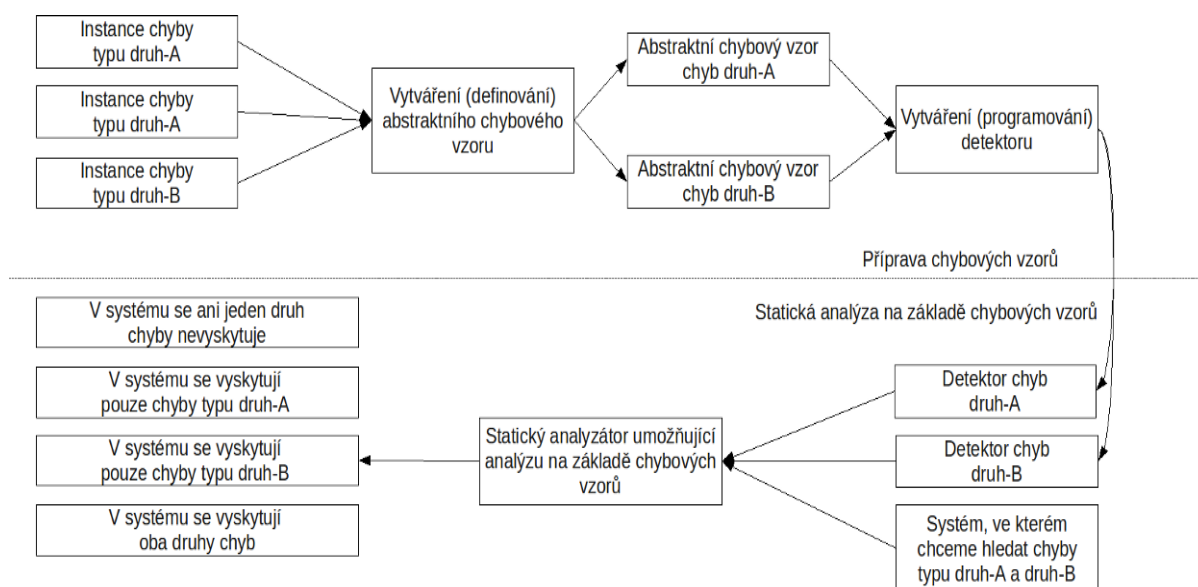 Instance chyby
typu druh-A
Instance chyby
typu druh-A
Instance chyby
typu druh-B
Vytváření (definování)
abstraktního chybového
vzoru
Abstraktní chybový vzor
chyb druh-A
Abstraktní chybový vzor
chyb druh-B
Vytváření (programování)
detektoru
Příprava chybových vzorů
Statická analýza na základě chybových vzorů
V systému se ani jeden druh
chyby nevyskytuje
V systému se vyskytují
pouze chyby typu druh-A
V systému se vyskytují
pouze chyby typu druh-B
V systému se vyskytují
oba druhy chyb
Statický analyzátor umožňující
analýzu na základě chybových
vzorů
Detektor chyb
druh-A
Detektor chyb
druh-B
Systém, ve kterém
chceme hledat chyby
typu druh-A a druh-B